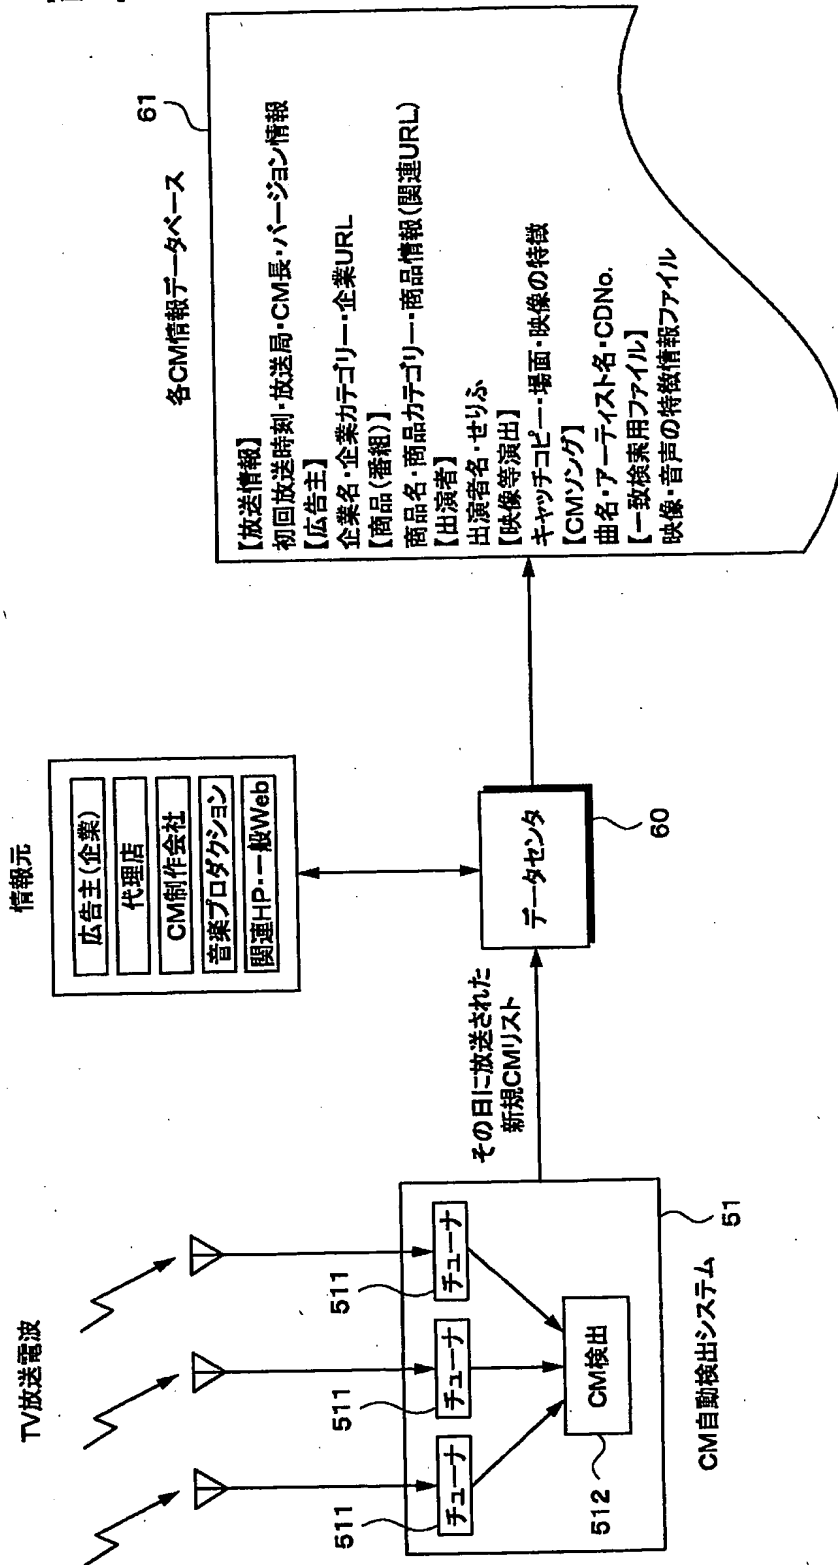 TV放送電波
511
511
511
チューナ
チューナ
チューナ
CM検出
512
51
CM自動検出システム
その日に放送された
新規CMリスト
情報元
広告主(企業)
代理店
CM制作会社
音楽プロダクション
関連HP・一般Web
データセンタ
60
各CM情報データベース
61
【放送情報】
初回放送時刻・放送局・CM長・バージョン情報
【広告主】
企業名・企業カテゴリー・企業URL
【商品(番組)】
商品名・商品カテゴリー・商品情報(関連URL)
【出演者】
出演者名・せりふ
【映像等演出】
キャッチコピー・場面・映像の特徴
【CMソング】
曲名・アーティスト名・CDNo.
【一致検索用ファイル】
映像・音声の特徴情報ファイル